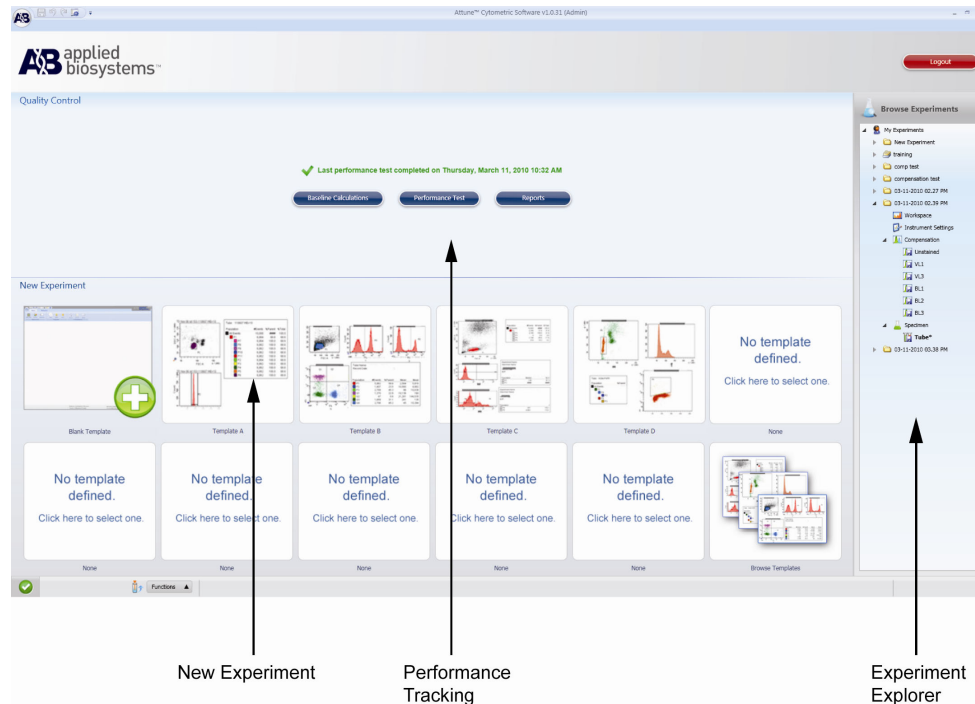 Attune™ Cytometric Software v1.0.31 (Admin)
AB
AB applied
biosystems™
Logout
Quality Control
Last performance test completed on Thursday, March 11, 2010 10:32 AM
Baseline Calculations
Performance Test
Reports
Browse Experiments
My Experiments
New Experiment
training
comp test
compensation test
03-11-2010 02.27 PM
03-11-2010 02.39 PM
Workspace
Instrument Settings
Compensation
Unstained
VL1
VL3
BL1
BL2
BL3
Specimen
Tube*
03-11-2010 03.38 PM
New Experiment
No template
defined.
Click here to select one.
Blank Template
Template A
Template B
Template C
Template D
None
No template
defined.
Click here to select one.
No template
defined.
Click here to select one.
No template
defined.
Click here to select one.
No template
defined.
Click here to select one.
No template
defined.
Click here to select one.
None
None
None
None
None
Browse Templates
Functions
New Experiment
Performance
Tracking
Experiment
Explorer